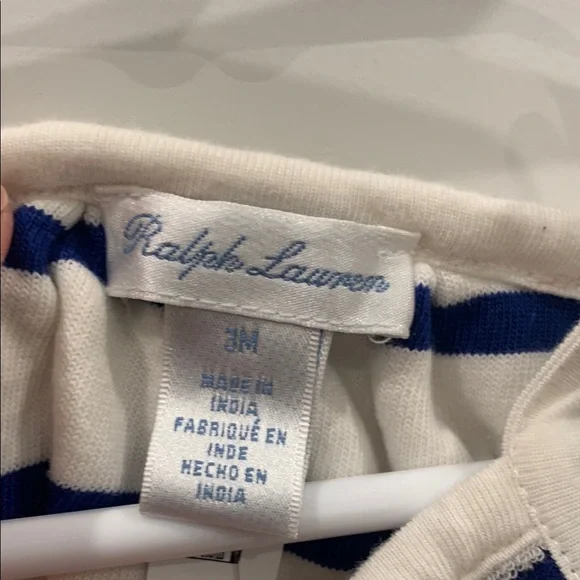 Ralph Lauren
3M
MADE IN
INDIA
FABRIQUÉ EN
INDE
HECHO EN
INDIA